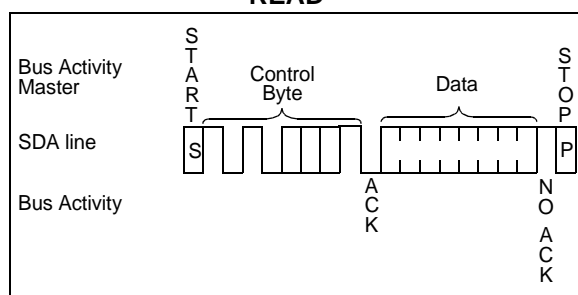 READ
START
Bus Activity
Master
Control
Byte
Data
STOP
SDA line
S
P
Bus Activity
ACK
NO ACK